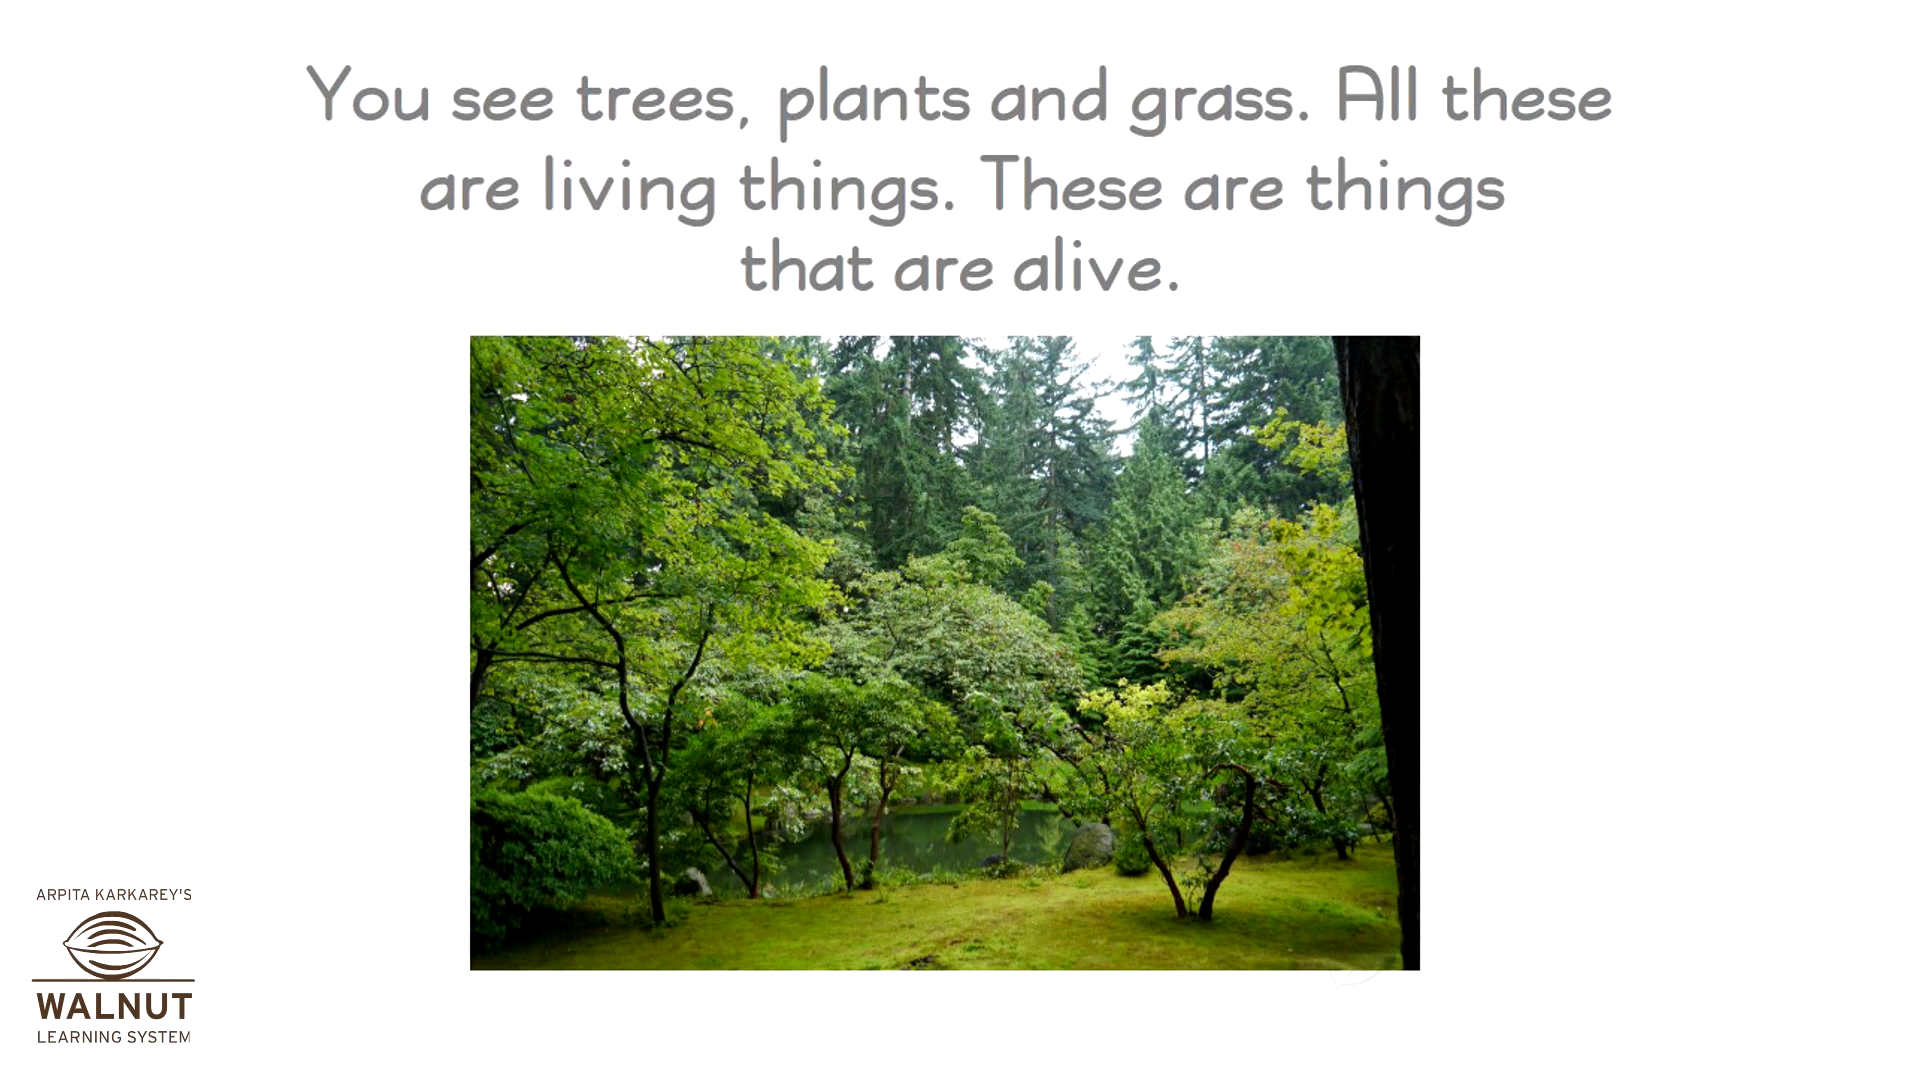 You see trees, plants and grass. All these
are living things. These are things
that are alive.
ARPITA KARKAREY'S
WALNUT
LEARNING SYSTEM